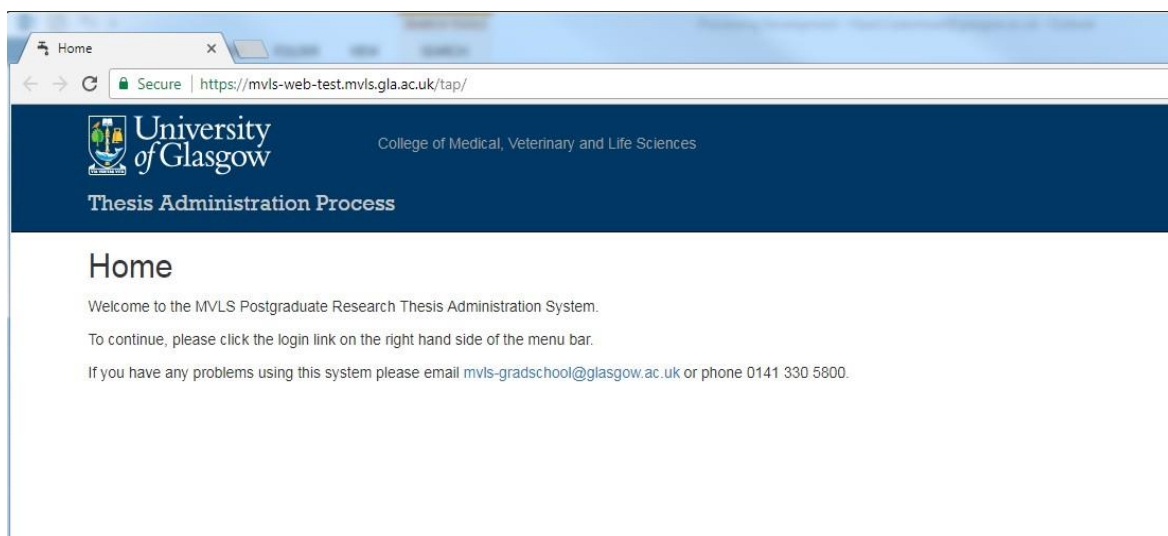 Home
Secure | https://mvls-web-test.mvls.gla.ac.uk/tap/
University
of Glasgow
College of Medical, Veterinary and Life Sciences
Thesis Administration Process
Home
Welcome to the MVLS Postgraduate Research Thesis Administration System.
To continue, please click the login link on the right hand side of the menu bar.
If you have any problems using this system please email mvls-gradschool@glasgow.ac.uk or phone 0141 330 5800.